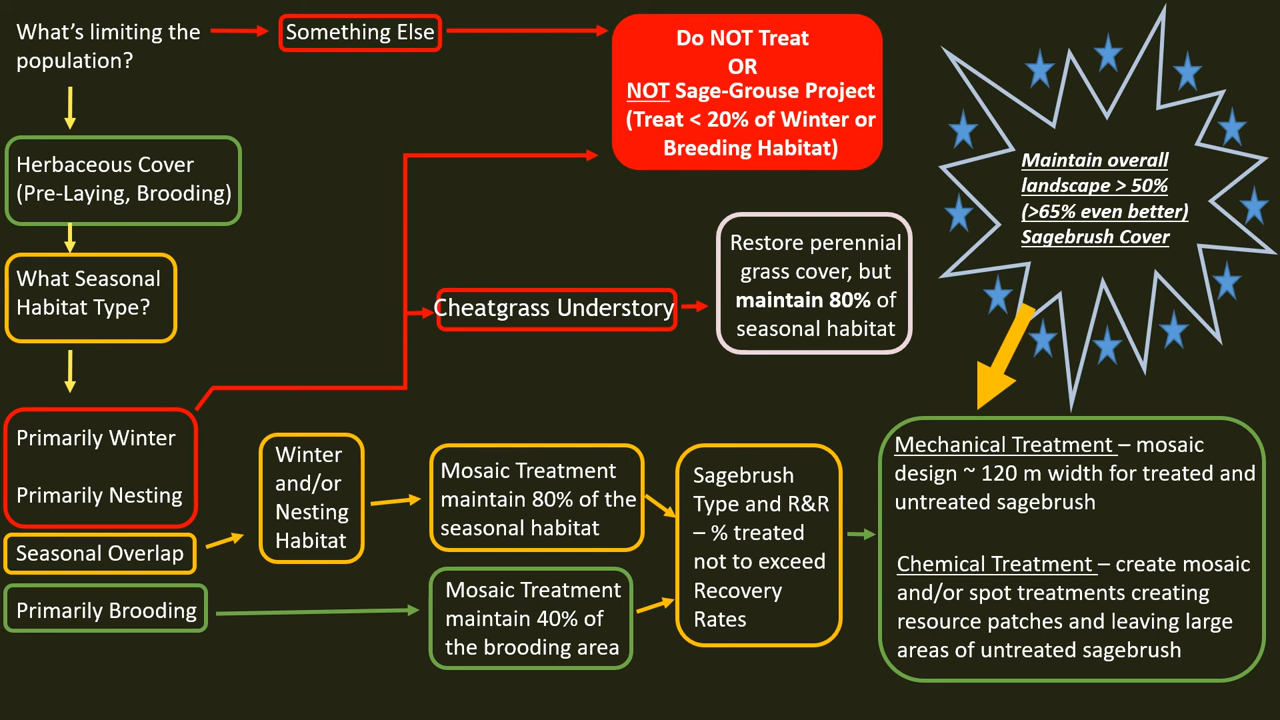 What's limiting the
population?
Something Else
Do NOT Treat
OR
NOT Sage-Grouse Project
(Treat < 20% of Winter or
Breeding Habitat)
Maintain overall
landscape > 50%
(>65% even better)
Sagebrush Cover
Herbaceous Cover
(Pre-Laying, Brooding)
What Seasonal
Habitat Type?
Restore perennial
grass cover, but
maintain 80% of
seasonal habitat
Cheatgrass Understory
Primarily Winter
Primarily Nesting
Seasonal Overlap
Primarily Brooding
Winter
and/or
Nesting
Habitat
Mosaic Treatment
maintain 80% of the
seasonal habitat
Mosaic Treatment
maintain 40% of
the brooding area
Sagebrush
Type and R&R
– % treated
not to exceed
Recovery
Rates
Mechanical Treatment – mosaic
design ~ 120 m width for treated and
untreated sagebrush
Chemical Treatment – create mosaic
and/or spot treatments creating
resource patches and leaving large
areas of untreated sagebrush